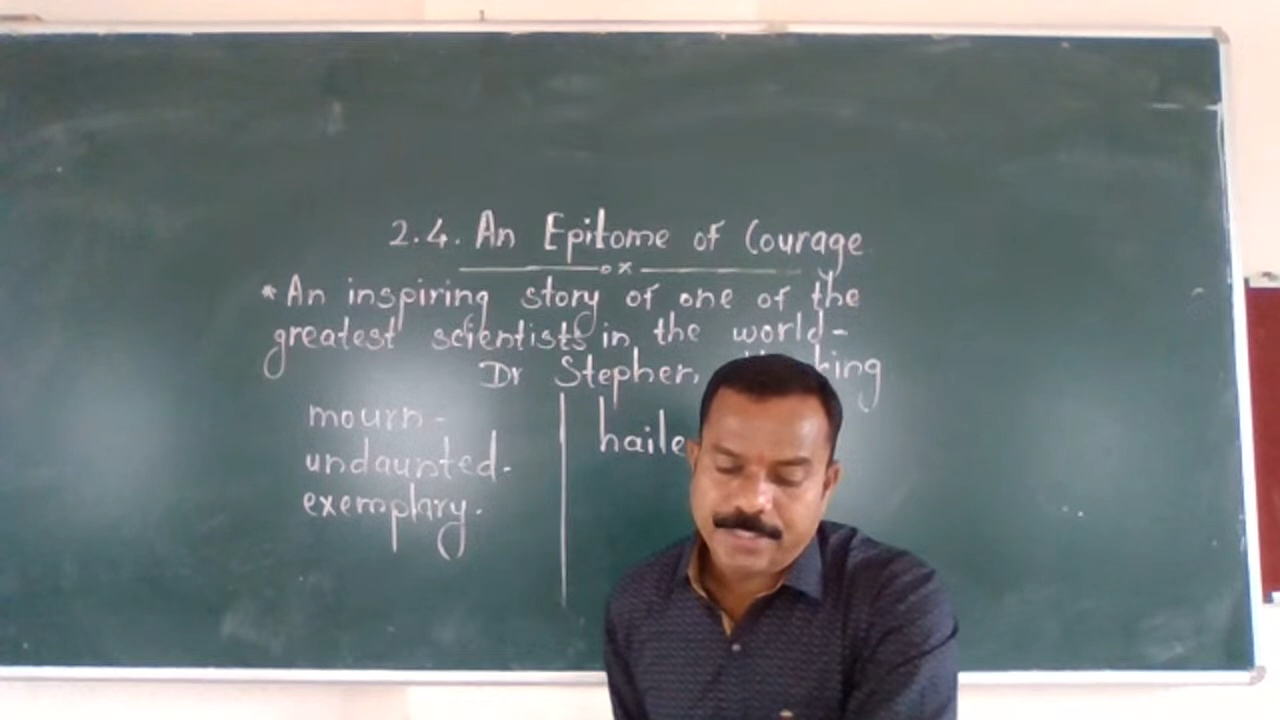 2.4. An Epitome of Courage
* An inspiring story of one of the
greatest scientists in the world-
Dr Stephen
mourn-
undaunted-
exemplary.